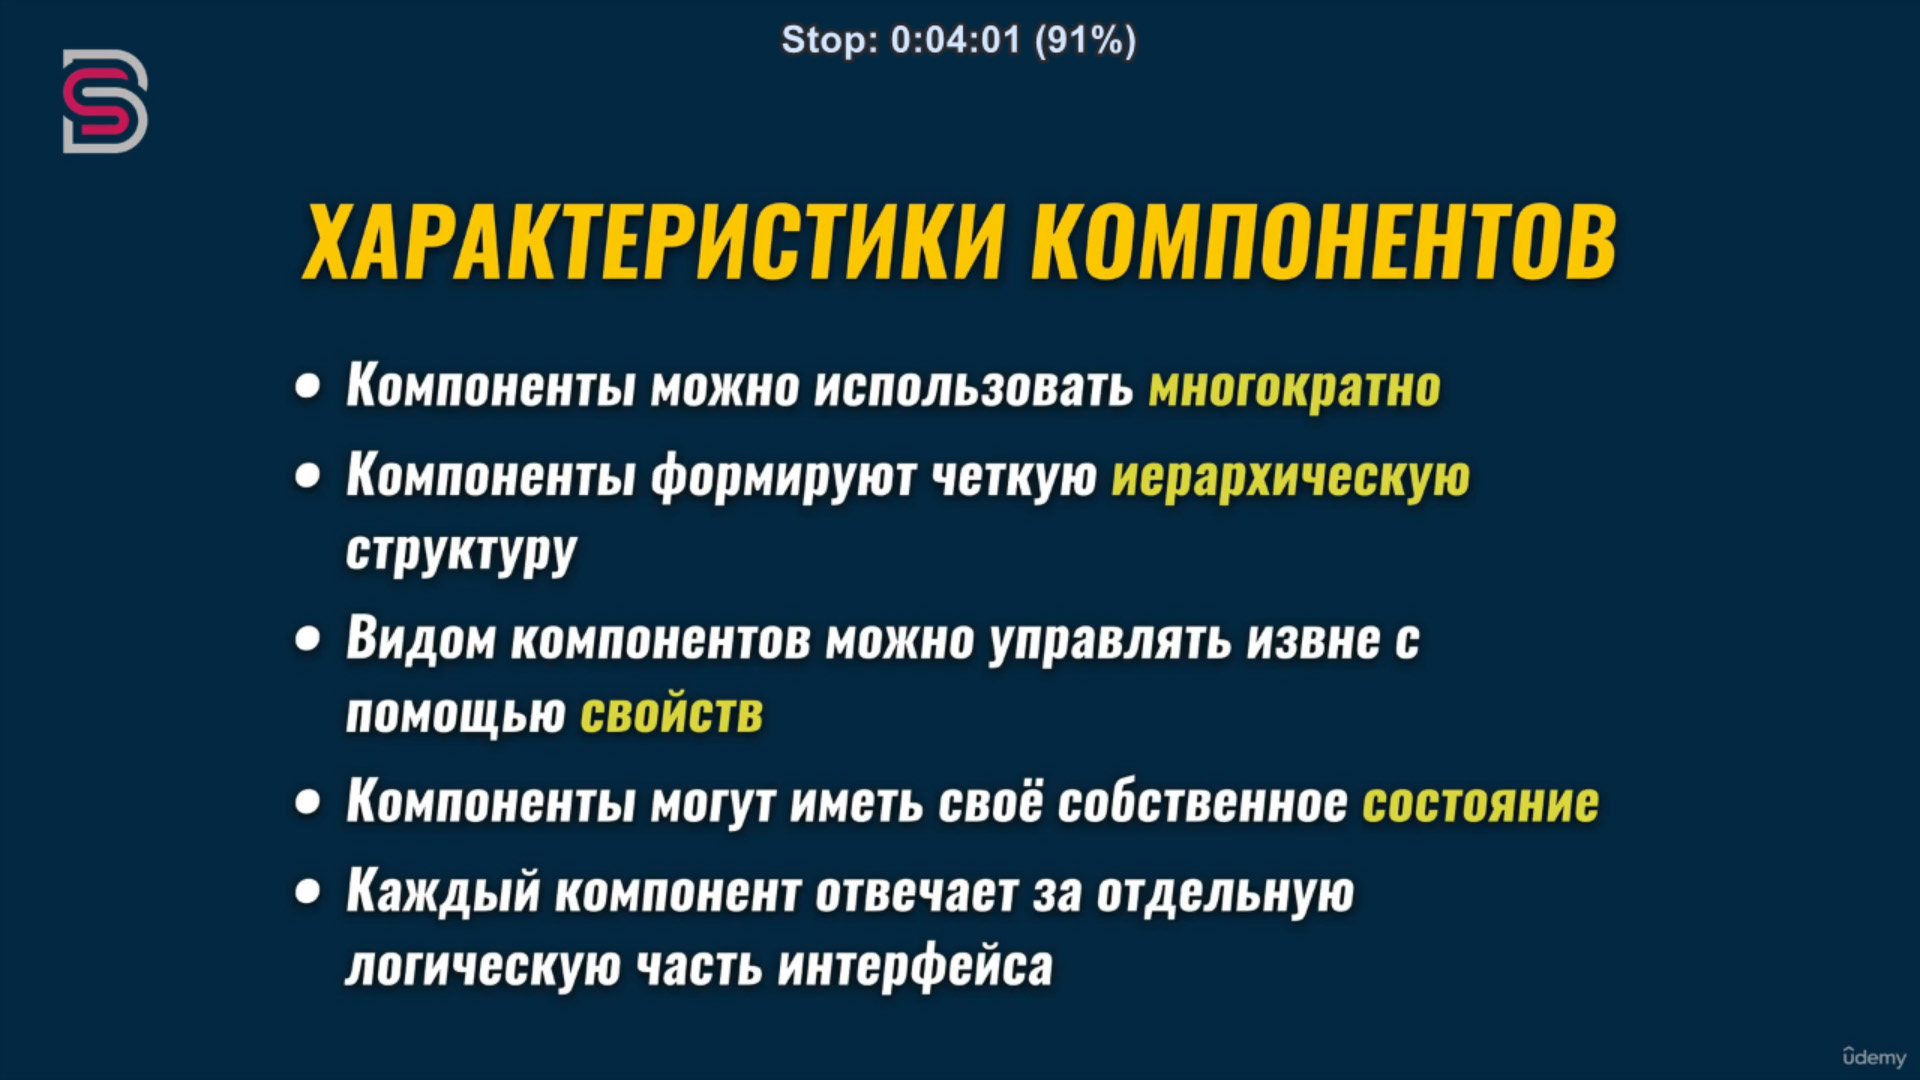 Stop: 0:04:01 (91%)
ХАРАКТЕРИСТИКИ КОМПОНЕНТОВ
• Компоненты можно использовать многократно
• Компоненты формируют четкую иерархическую
структуру
• Видом компонентов можно управлять извне с
помощью свойств
• Компоненты могут иметь своё собственное состояние
• Каждый компонент отвечает за отдельную
логическую часть интерфейса
ûdemy